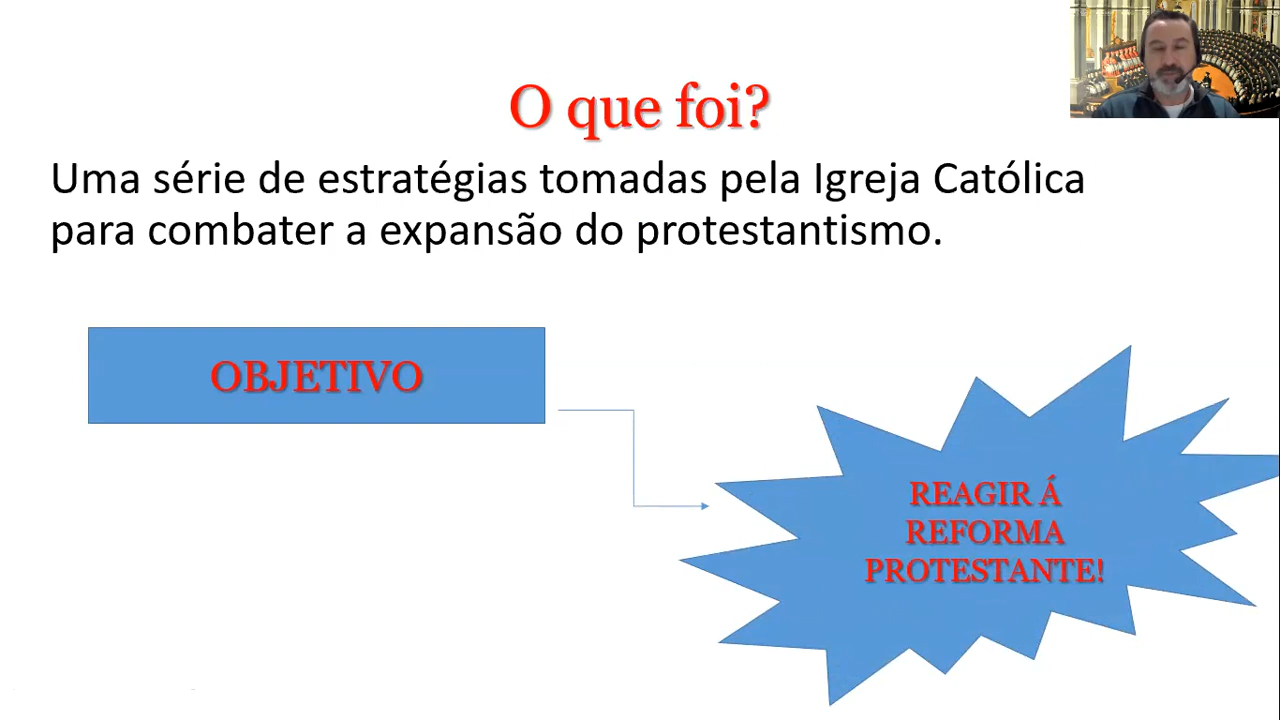 O que foi?
Uma série de estratégias tomadas pela Igreja Católica
para combater a expansão do protestantismo.
OBJETIVO
REAGIR Á
REFORMA
PROTESTANTE!